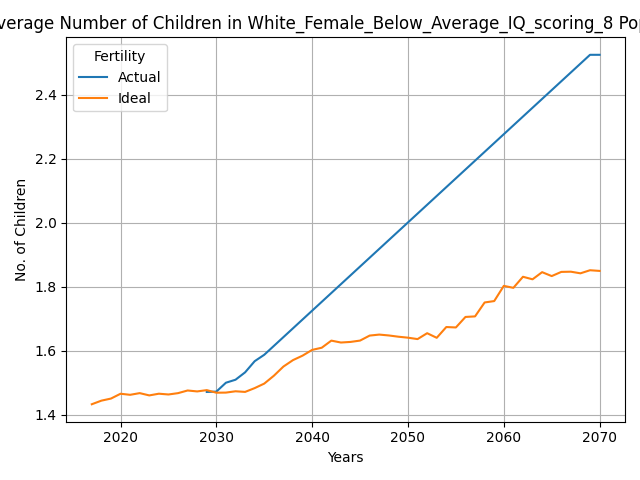 verage Number of Children in White_Female_Below_Average_IQ_scoring_8 Pop
Fertility
Actual
Ideal
No. of Children
2.4
2.2
2.0
1.8
1.6
1.4
2020 2030 2040 2050 2060 2070
Years